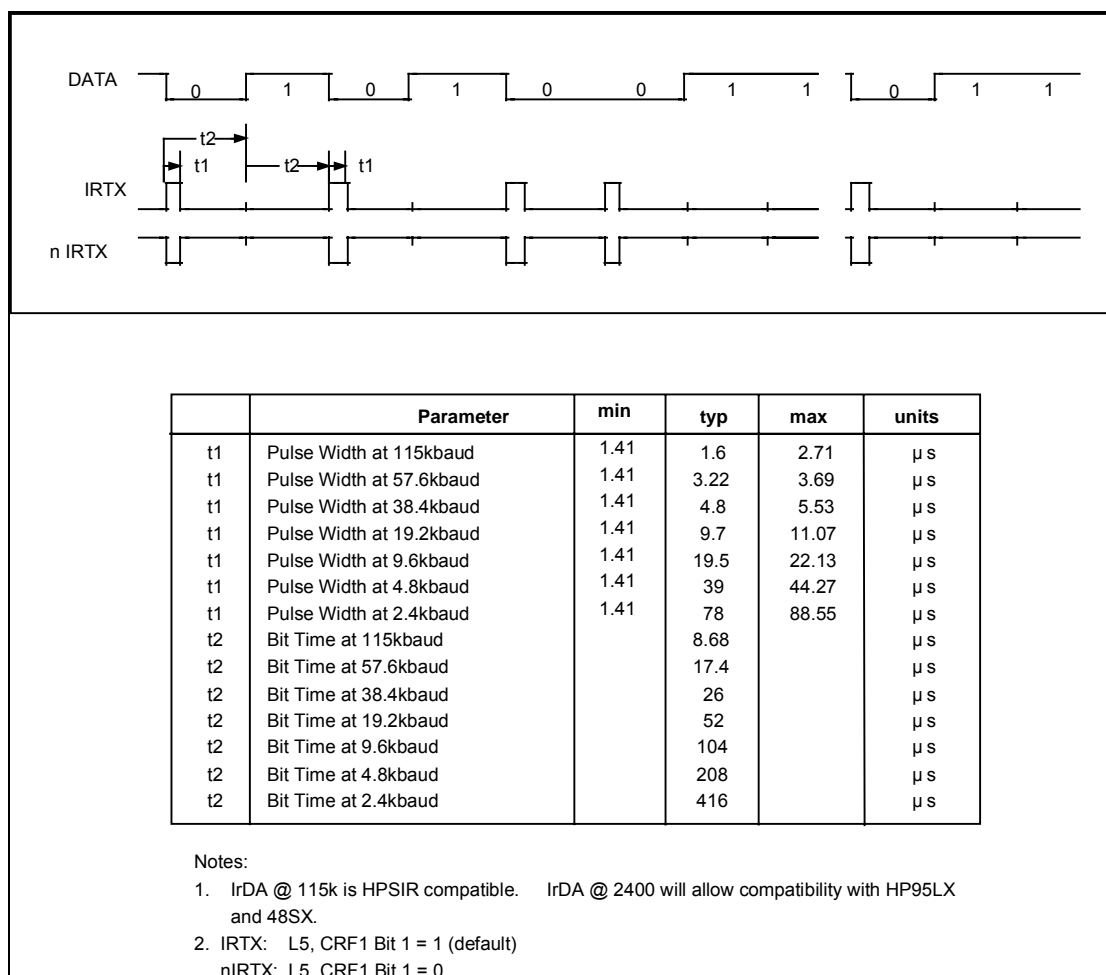 DATA 0 1 0 1 0 0 1 1 0 1 1
t2
t1 t2 t1
IRTX
n IRTX
Parameter min typ max units
t1 Pulse Width at 115kbaud 1.41 1.6 2.71 µ s
t1 Pulse Width at 57.6kbaud 1.41 3.22 3.69 µ s
t1 Pulse Width at 38.4kbaud 1.41 4.8 5.53 µ s
t1 Pulse Width at 19.2kbaud 1.41 9.7 11.07 µ s
t1 Pulse Width at 9.6kbaud 1.41 19.5 22.13 µ s
t1 Pulse Width at 4.8kbaud 1.41 39 44.27 µ s
t1 Pulse Width at 2.4kbaud 1.41 78 88.55 µ s
t2 Bit Time at 115kbaud 8.68 µ s
t2 Bit Time at 57.6kbaud 17.4 µ s
t2 Bit Time at 38.4kbaud 26 µ s
t2 Bit Time at 19.2kbaud 52 µ s
t2 Bit Time at 9.6kbaud 104 µ s
t2 Bit Time at 4.8kbaud 208 µ s
t2 Bit Time at 2.4kbaud 416 µ s
Notes:
1. IrDA @ 115k is HPSIR compatible. IrDA @ 2400 will allow compatibility with HP95LX
and 48SX.
2. IRTX: L5, CRF1 Bit 1 = 1 (default)
nIRTX: L5, CRF1 Bit 1 = 0